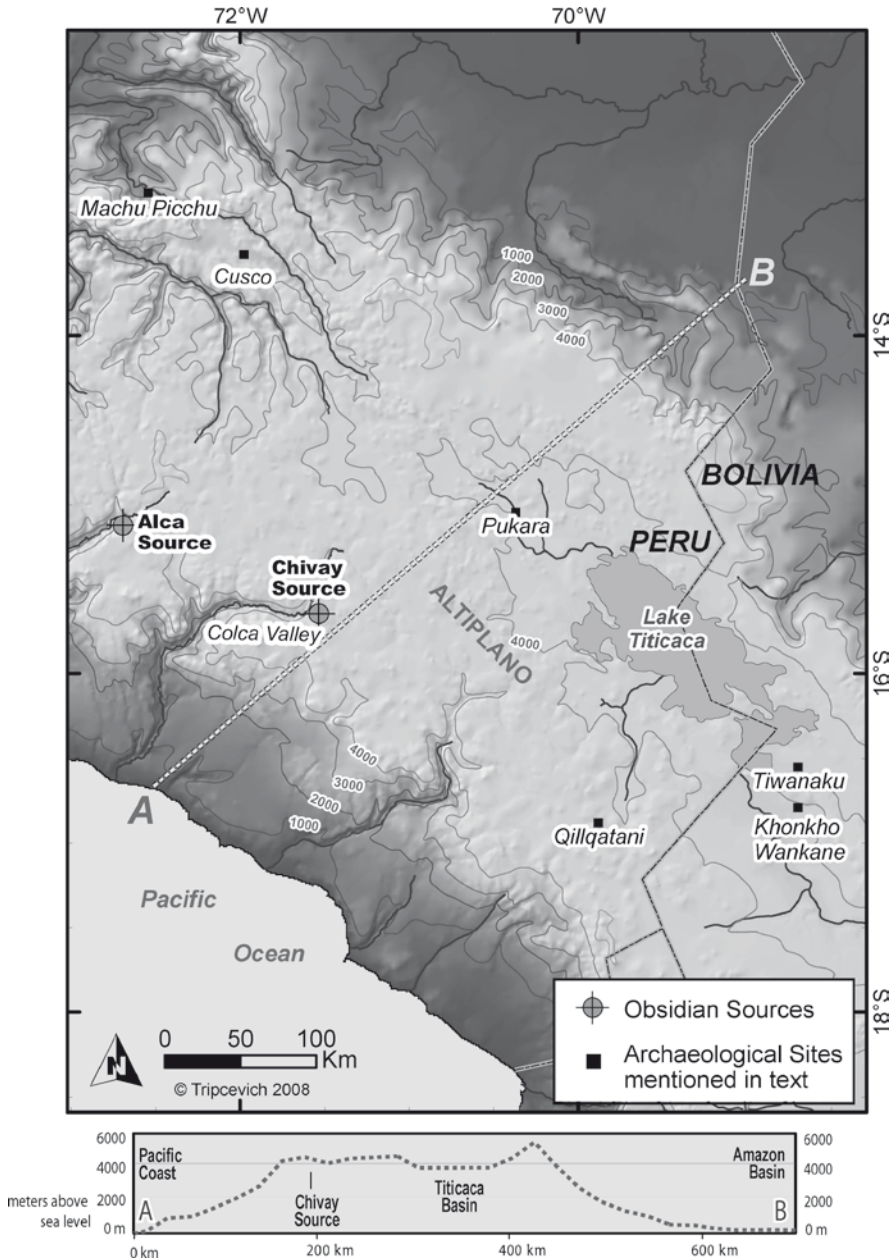 72°W
70°W
Machu Picchu
Cusco
1000
2000
3000
4000
B
14°S
BOLIVIA
Pukara
PERU
Alca
Source
Chivay
Source
Colca Valley
ALTIPLANO
4000
Lake
Titicaca
16°S
4000
3000
2000
1000
A
Tiwanaku
Khonkho
Wankane
Qillqatani
Pacific
Ocean
18°S
Obsidian Sources
Archaeological Sites
mentioned in text
N
0 50 100
Km
© Tripcevich 2008
6000
4000
2000
0 m
meters above
sea level
Pacific
Coast
A
Chivay
Source
Titicaca
Basin
Amazon
Basin
B
6000
4000
2000
0 m
0 km 200 km 400 km 600 km